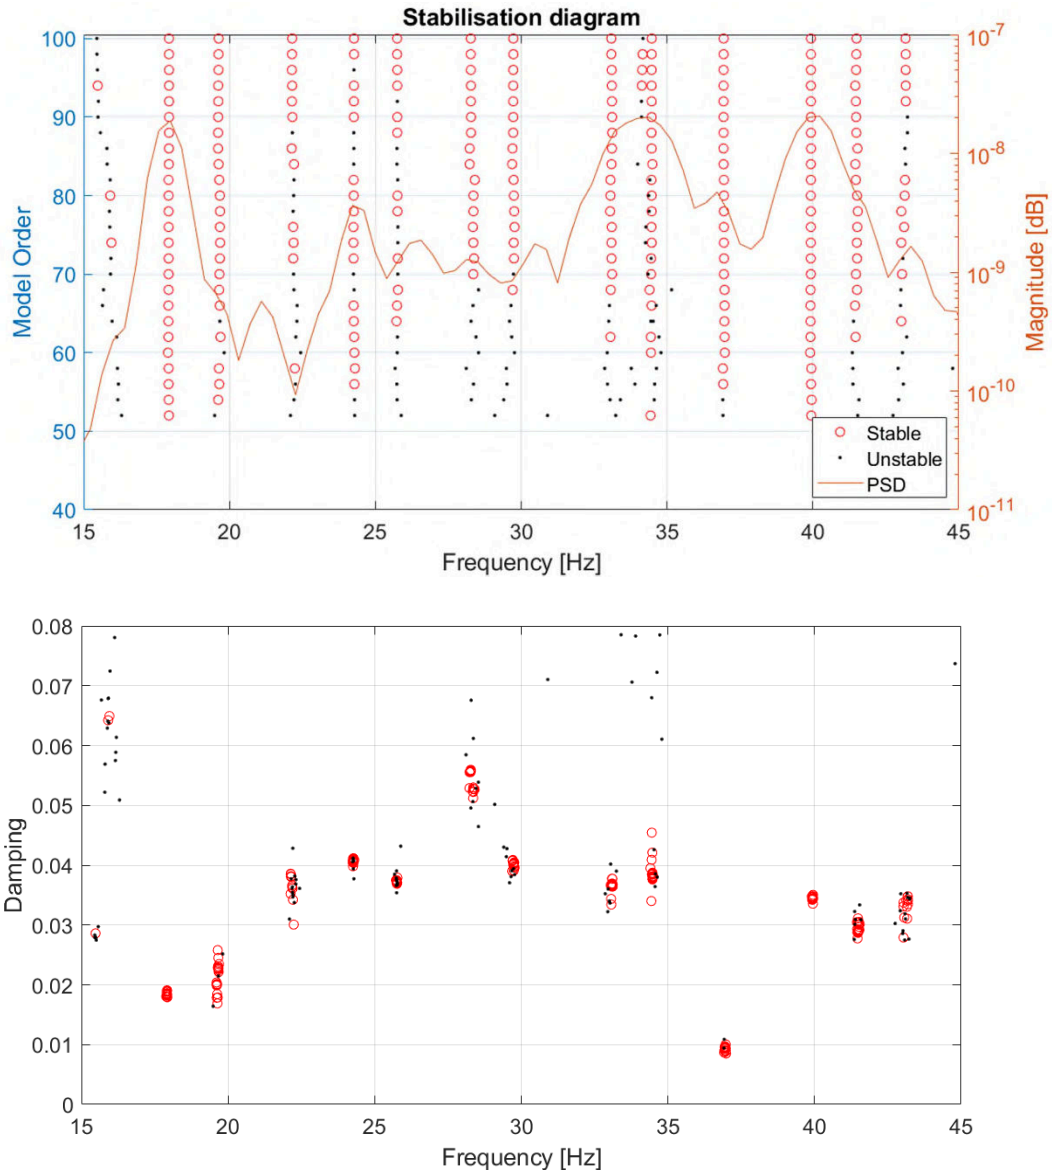 Stabilisation diagram
100
90
80
70
60
50
40
Model Order
10-7
10-8
10-9
10-10
10-11
Magnitude [dB]
Stable
Unstable
PSD
15 20 25 30 35 40 45
Frequency [Hz]
0.08
0.07
0.06
0.05
0.04
0.03
0.02
0.01
0
Damping
15 20 25 30 35 40 45
Frequency [Hz]